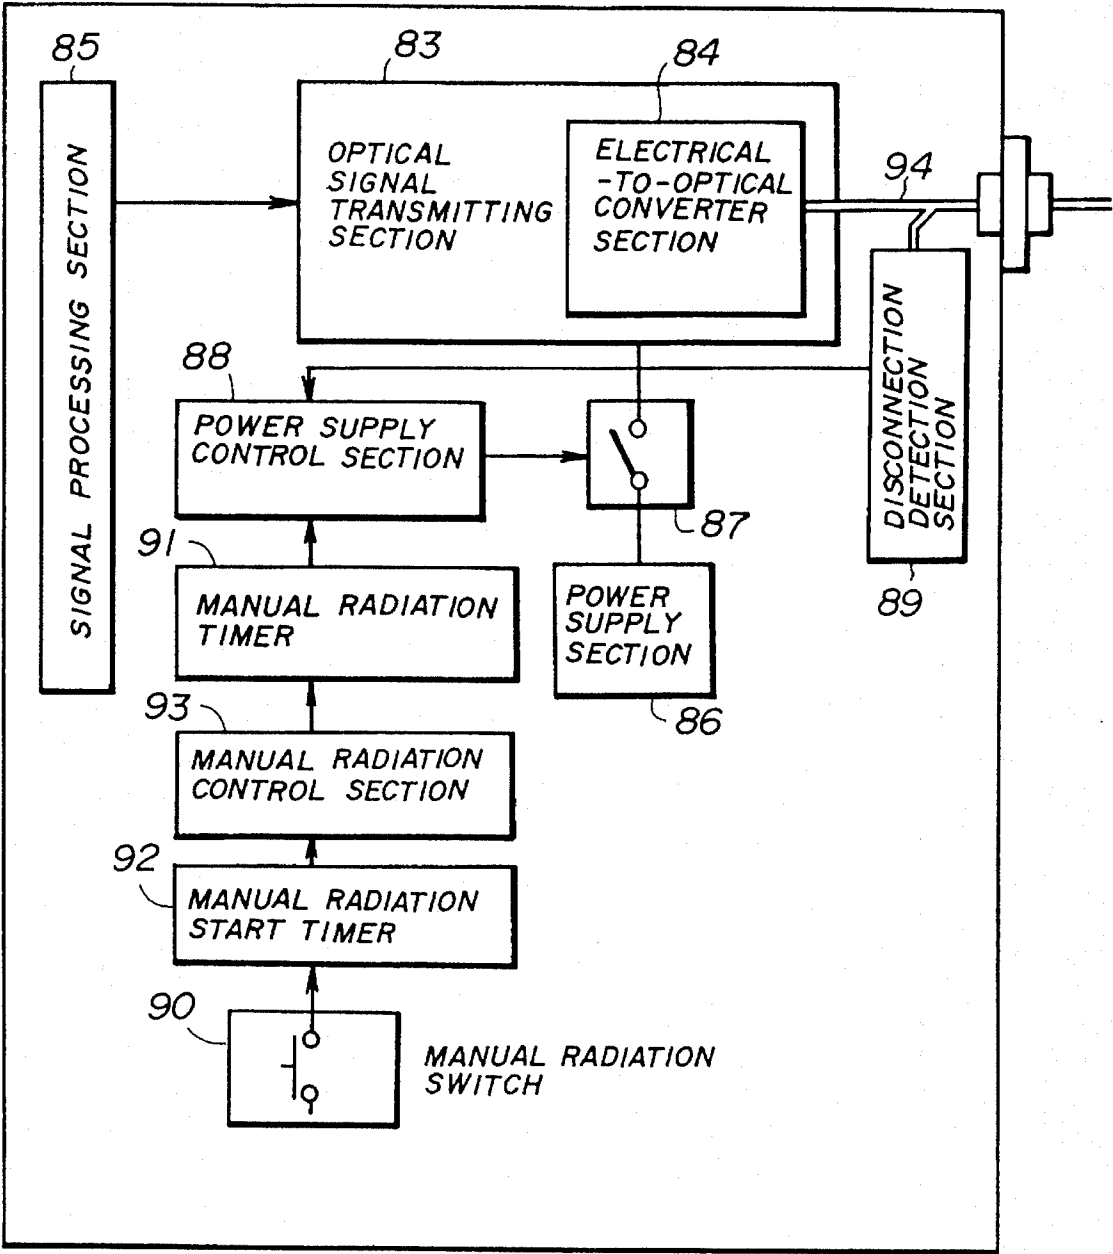 85
83
84
94
SIGNAL PROCESSING SECTION
OPTICAL
SIGNAL
TRANSMITTING
SECTION
ELECTRICAL
-TO-OPTICAL
CONVERTER
SECTION
88
POWER SUPPLY
CONTROL SECTION
87
DISCONNECTION
DETECTION
SECTION
89
91
MANUAL RADIATION
TIMER
POWER
SUPPLY
SECTION
86
93
MANUAL RADIATION
CONTROL SECTION
92
MANUAL RADIATION
START TIMER
90
MANUAL RADIATION
SWITCH